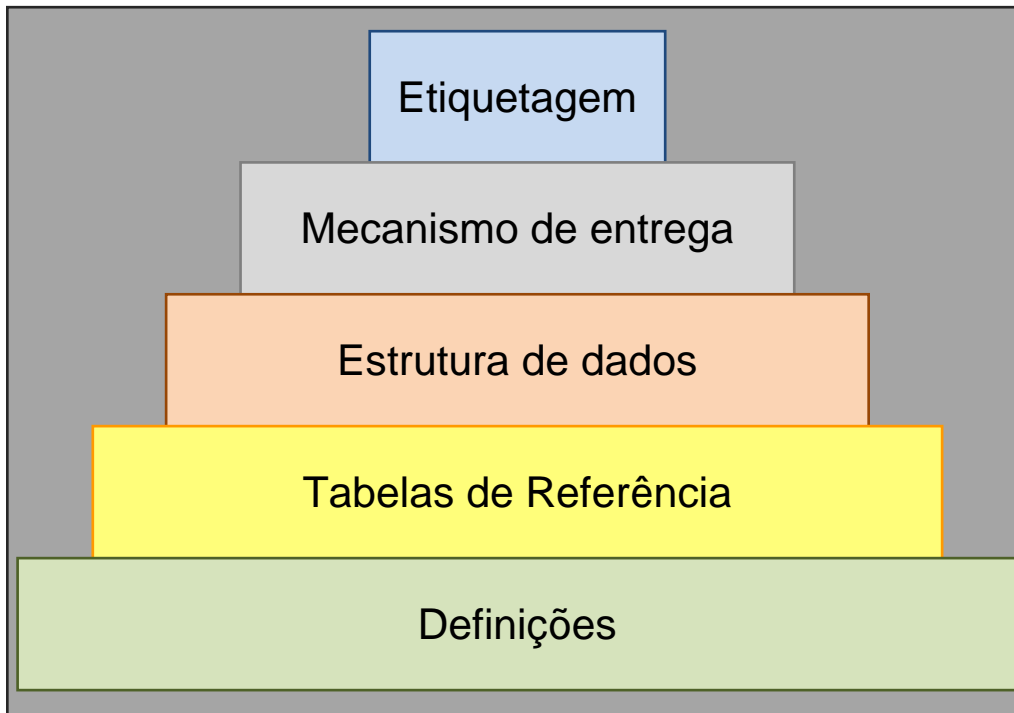 Etiquetagem
Mecanismo de entrega
Estrutura de dados
Tabelas de Referência
Definições